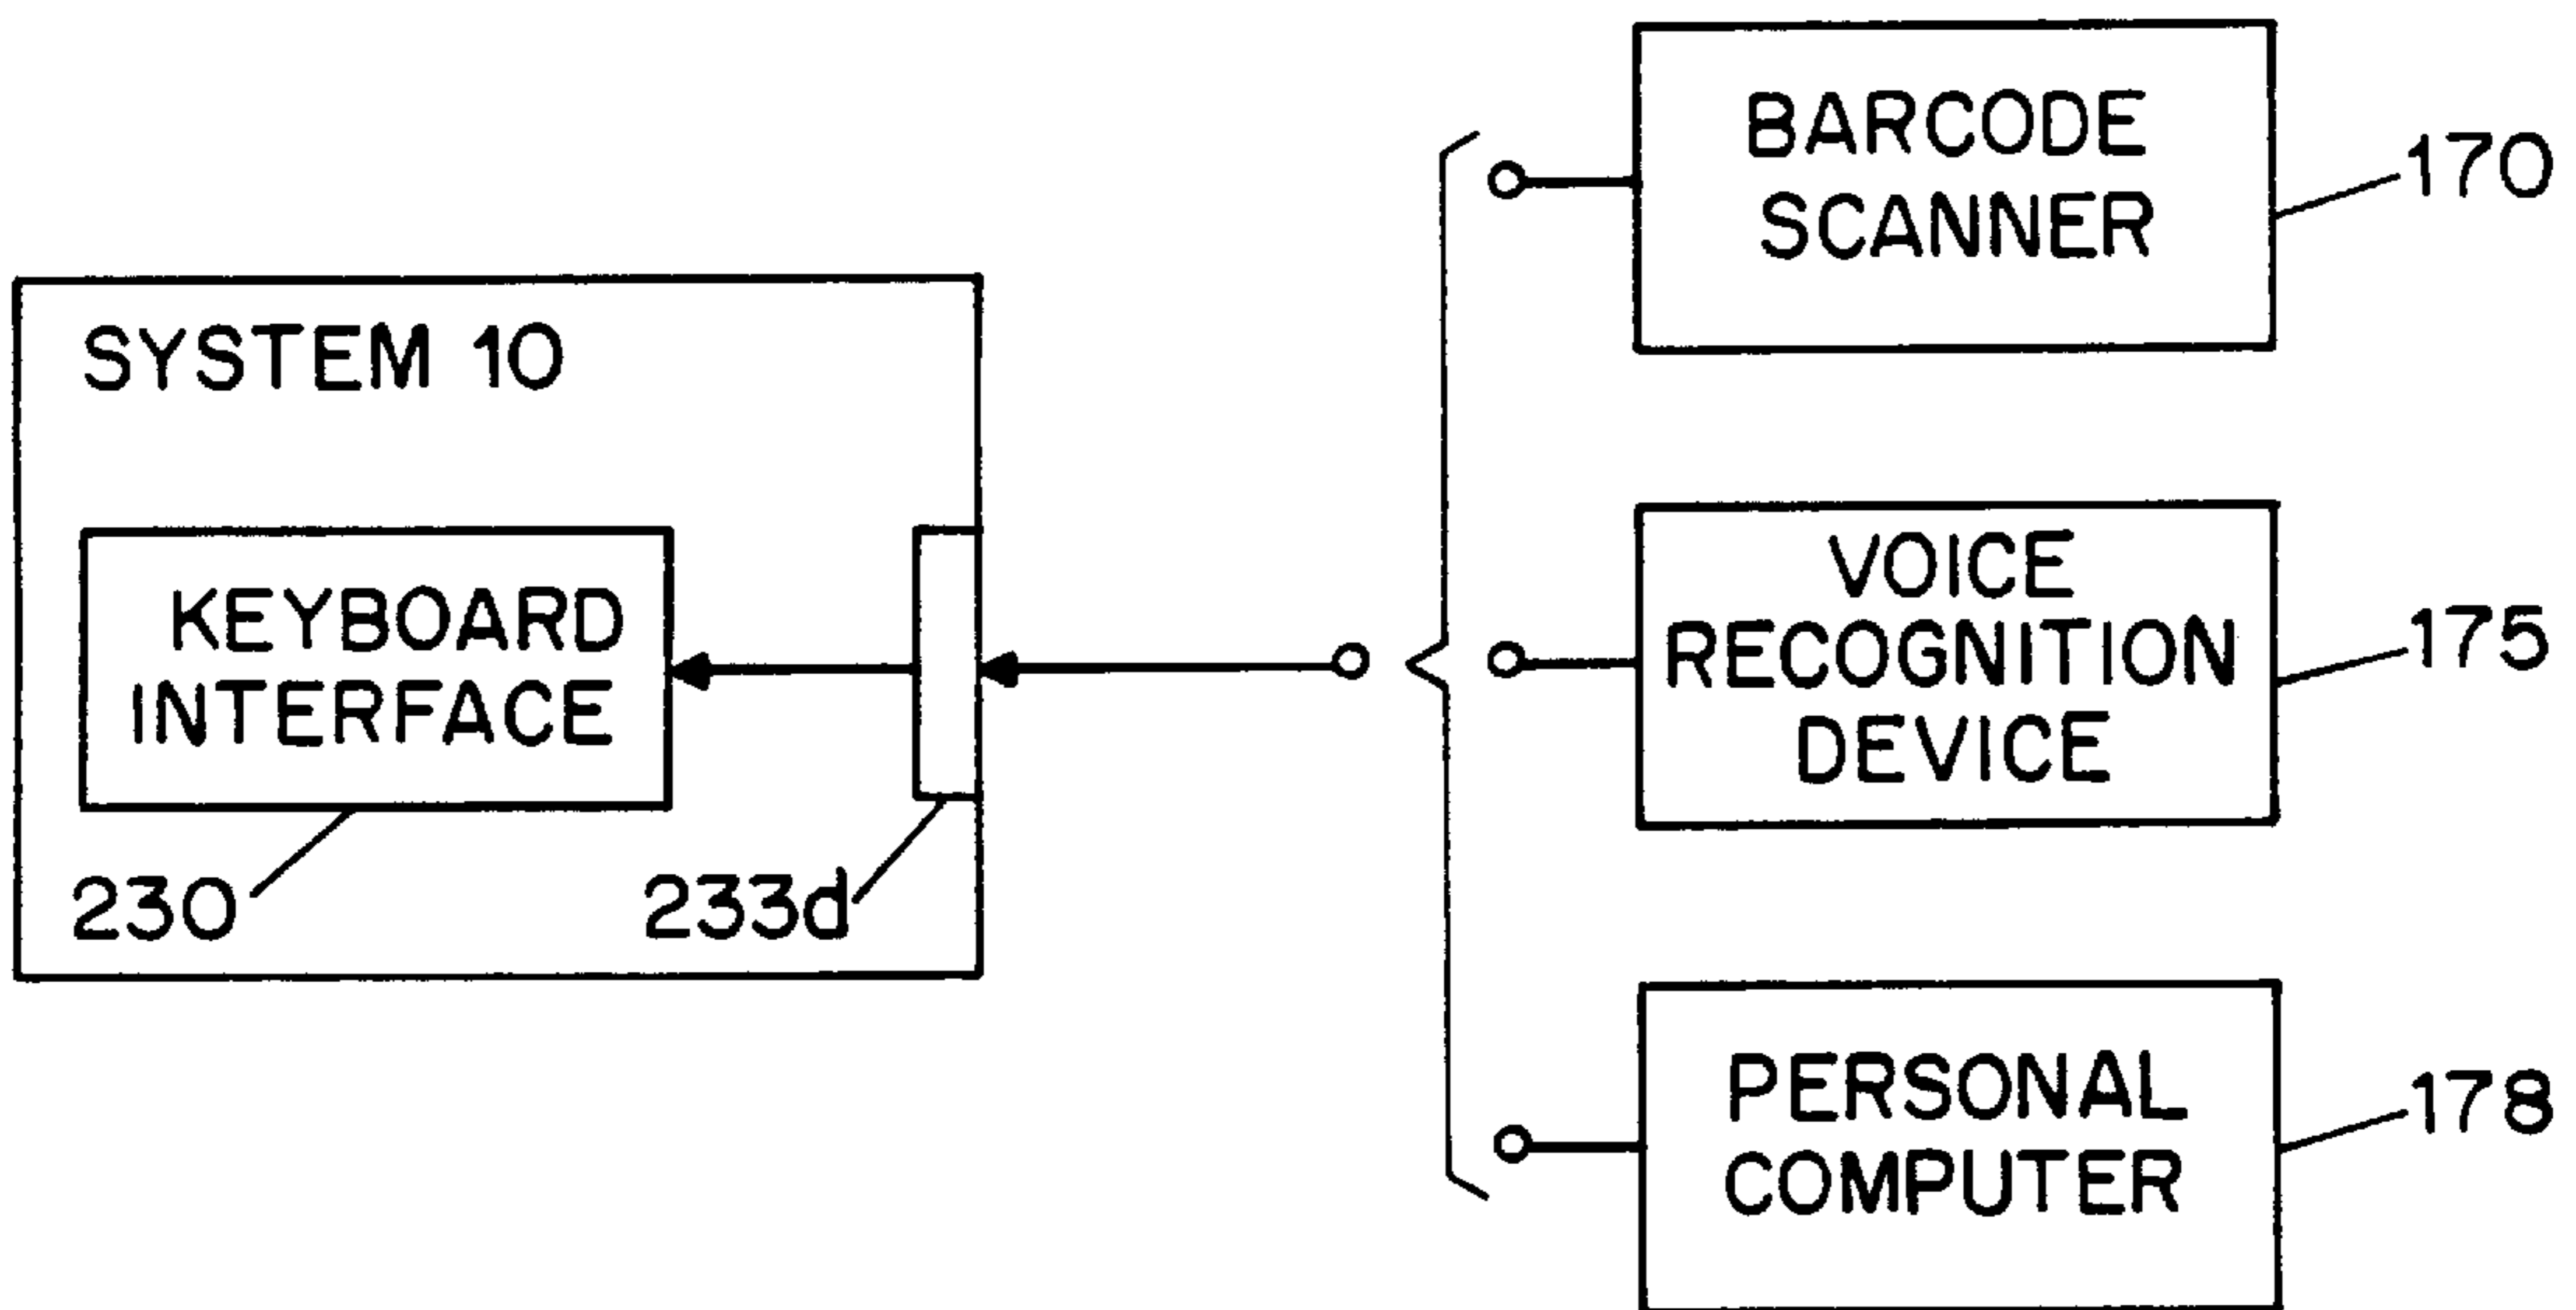 SYSTEM 10
KEYBOARD
INTERFACE
230
233d
BARCODE
SCANNER
170
VOICE
RECOGNITION
DEVICE
175
PERSONAL
COMPUTER
178